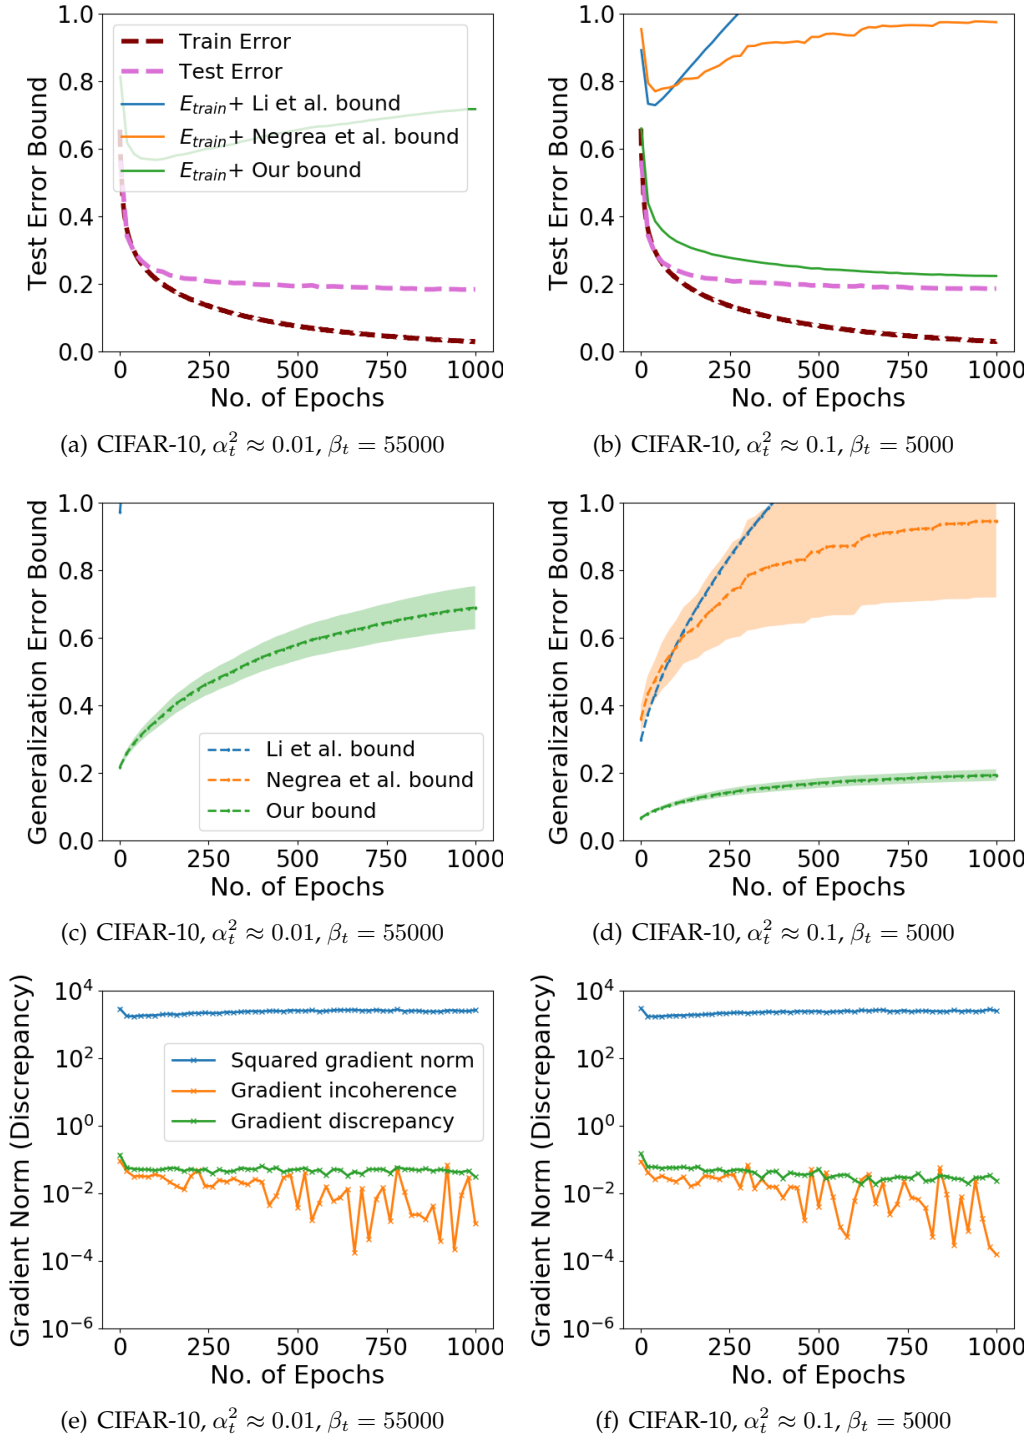 Test Error Bound
1.0
0.8
0.6
0.4
0.2
0.0
Train Error
Test Error
E_train+ Li et al. bound
E_train+ Negrea et al. bound
E_train+ Our bound
0 250 500 750 1000
No. of Epochs
(a) CIFAR-10, α_t^2 ≈ 0.01, β_t = 55000
Test Error Bound
1.0
0.8
0.6
0.4
0.2
0.0
0 250 500 750 1000
No. of Epochs
(b) CIFAR-10, α_t^2 ≈ 0.1, β_t = 5000
Generalization Error Bound
1.0
0.8
0.6
0.4
0.2
0.0
Li et al. bound
Negrea et al. bound
Our bound
0 250 500 750 1000
No. of Epochs
(c) CIFAR-10, α_t^2 ≈ 0.01, β_t = 55000
Generalization Error Bound
1.0
0.8
0.6
0.4
0.2
0.0
0 250 500 750 1000
No. of Epochs
(d) CIFAR-10, α_t^2 ≈ 0.1, β_t = 5000
Gradient Norm (Discrepancy)
10^4
10^2
10^0
10^−2
10^−4
10^−6
Squared gradient norm
Gradient incoherence
Gradient discrepancy
0 250 500 750 1000
No. of Epochs
(e) CIFAR-10, α_t^2 ≈ 0.01, β_t = 55000
Gradient Norm (Discrepancy)
10^4
10^2
10^0
10^−2
10^−4
10^−6
0 250 500 750 1000
No. of Epochs
(f) CIFAR-10, α_t^2 ≈ 0.1, β_t = 5000